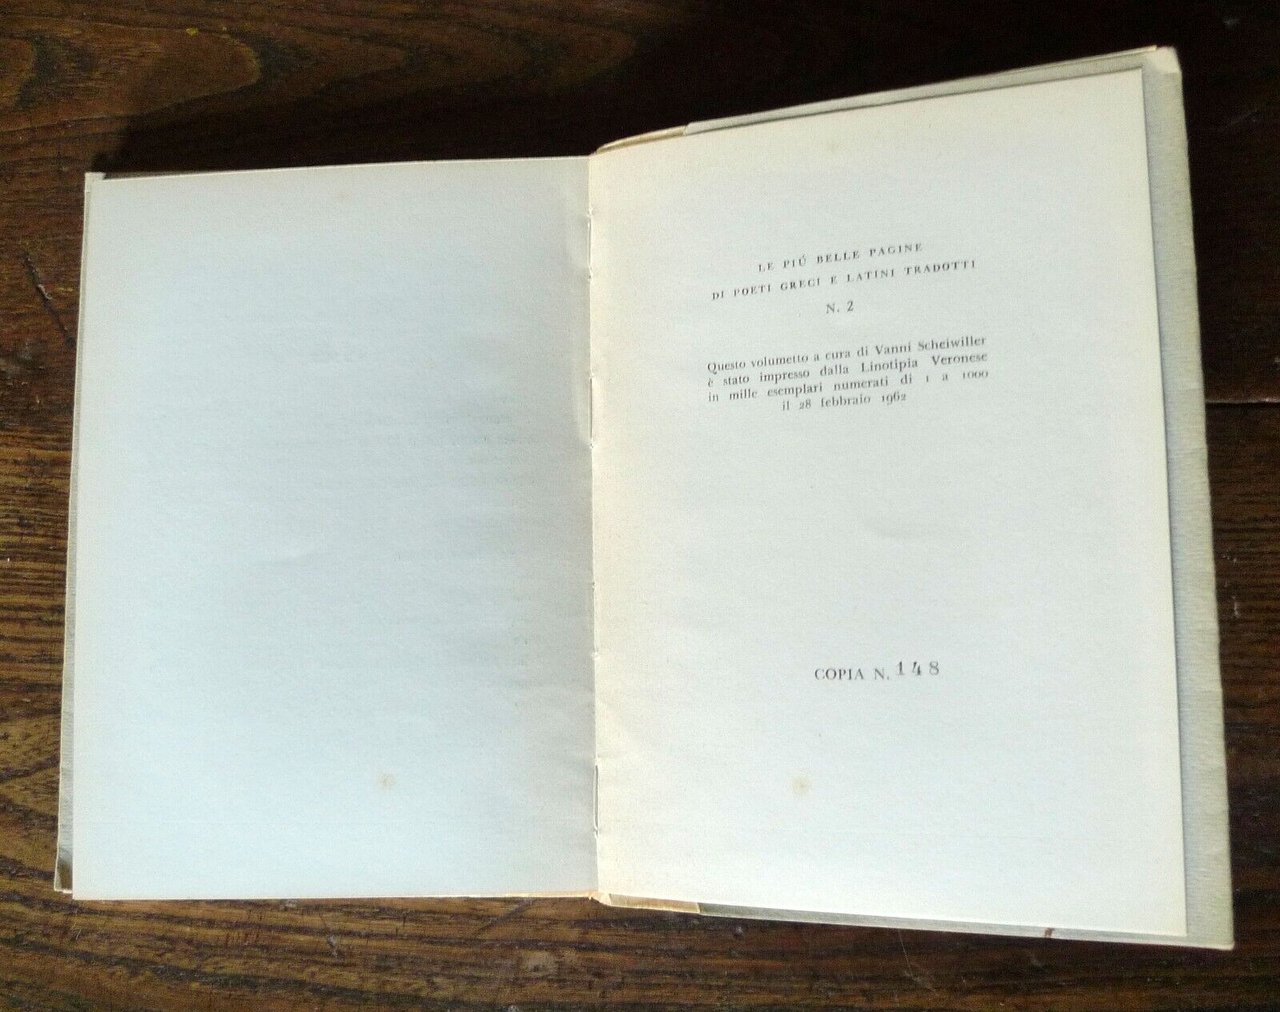 LE PIÚ BELLE PAGINE
DI POETI GRECI E LATINI TRADOTTI
N. 2
Questo volumetto a cura di Vanni Scheiwiller
è stato impresso dalla Linotipia Veronese
in mille esemplari numerati di 1 a 1000
il 28 febbraio 1962
COPIA N. 148